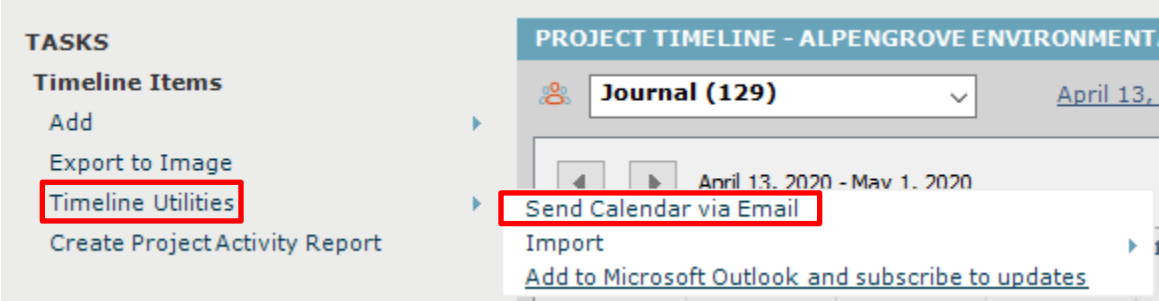 TASKS
Timeline Items
Add
Export to Image
Timeline Utilities
Create Project Activity Report
PROJECT TIMELINE - ALPENGROVE ENVIRONMENT
Journal (129)
April 13,
April 13, 2020 - May 1, 2020
Send Calendar via Email
Import
Add to Microsoft Outlook and subscribe to updates